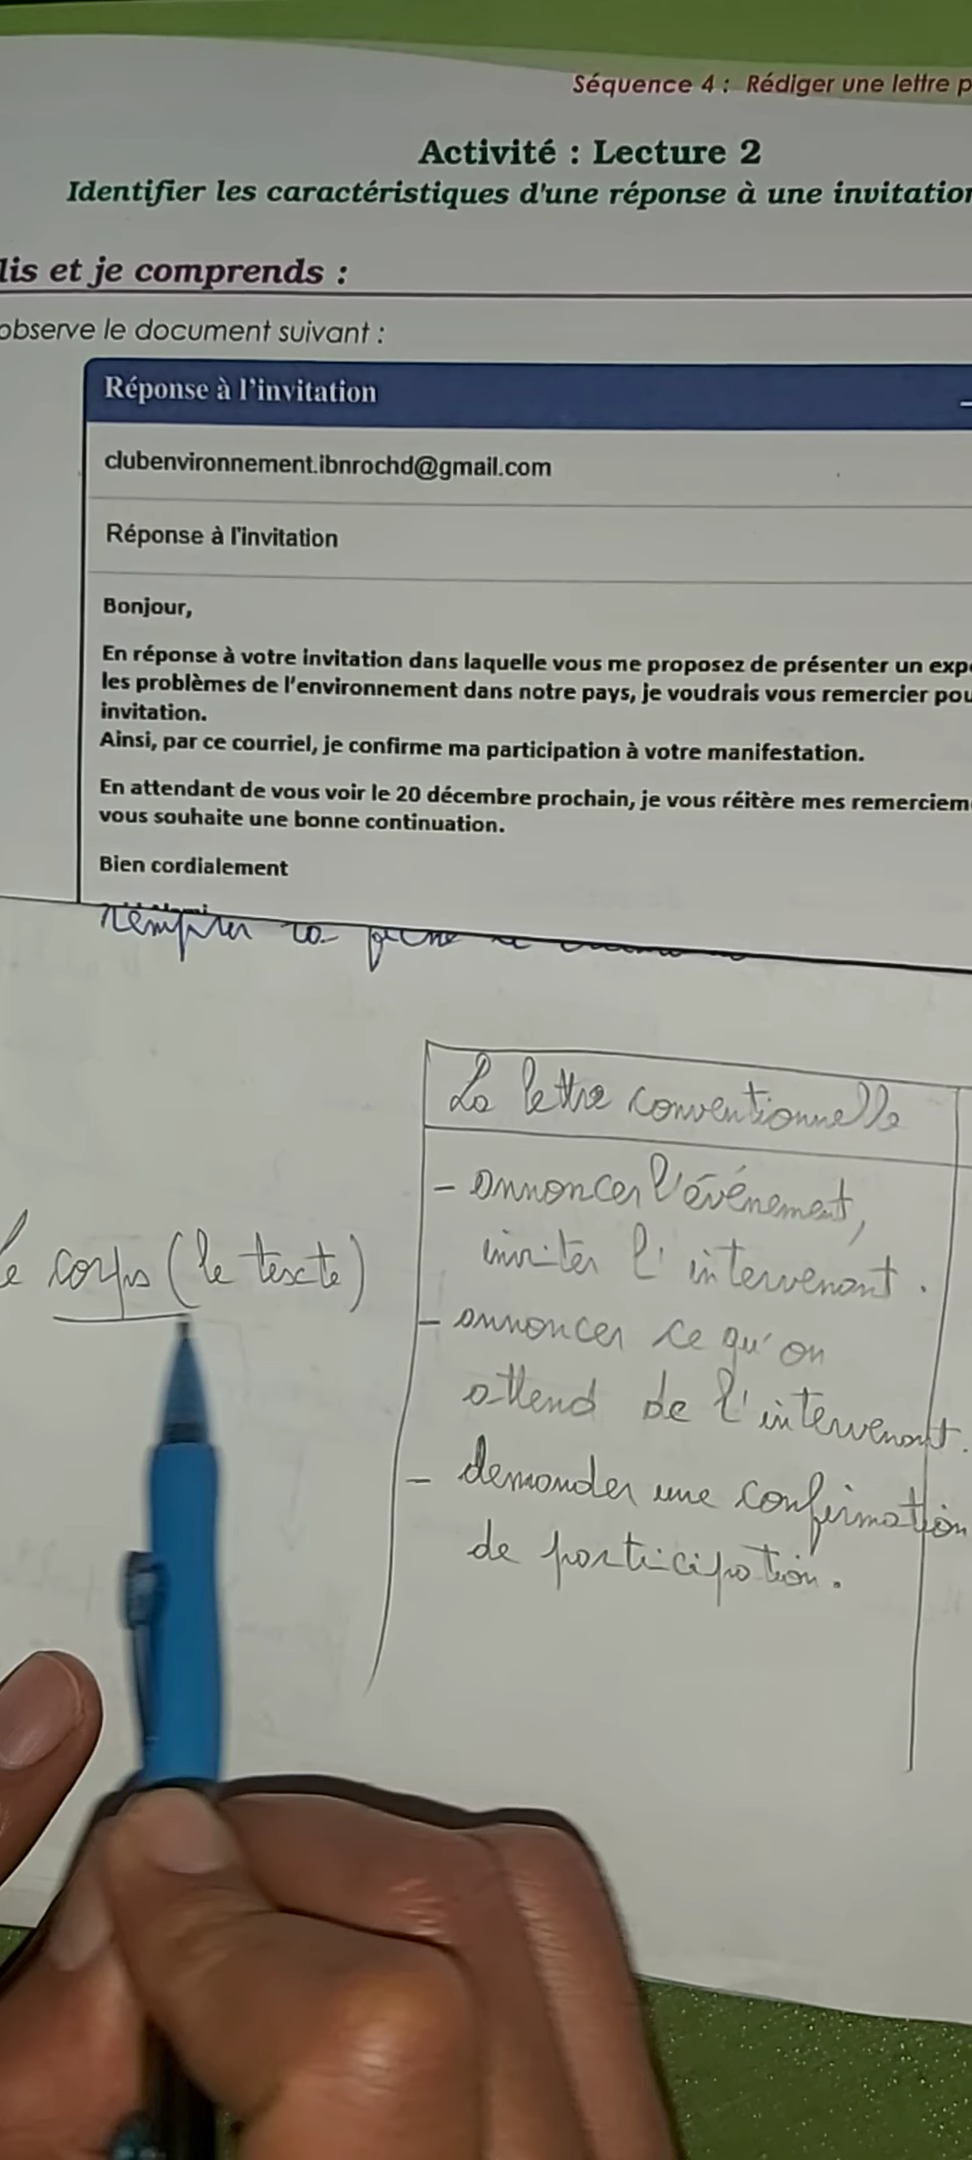 Séquence 4 : Rédiger une lettre p
Activité : Lecture 2
Identifier les caractéristiques d'une réponse à une invitation
lis et je comprends :
observe le document suivant :
Réponse à l'invitation
clubenvironnement.ibnrochd@gmail.com
Réponse à l'invitation
Bonjour,
En réponse à votre invitation dans laquelle vous me proposez de présenter un exp
les problèmes de l'environnement dans notre pays, je voudrais vous remercier pou
invitation.
Ainsi, par ce courriel, je confirme ma participation à votre manifestation.
En attendant de vous voir le 20 décembre prochain, je vous réitère mes remerciem
vous souhaite une bonne continuation.
Bien cordialement
La lettre conventionnelle
- annoncer l'événement,
inviter l'intervenant.
- annoncer ce qu'on
attend de l'intervenant.
- demander une confirmation
de participation.
le corps (le texte)